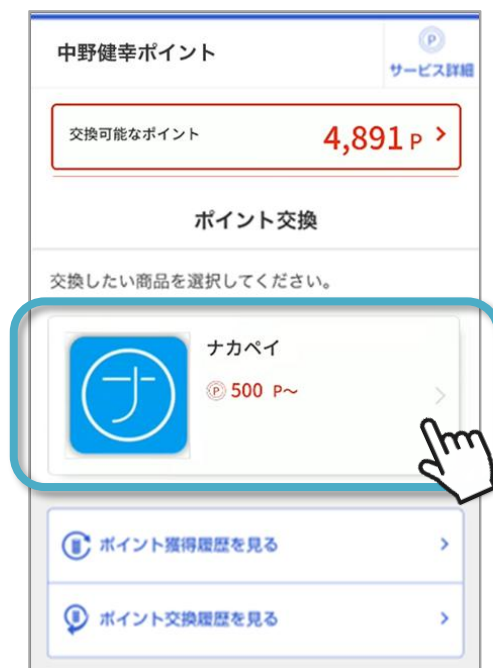 中野健幸ポイント
P
サービス詳細
交換可能なポイント 4,891 P
ポイント交換
交換したい商品を選択してください。
ナ
ナカペイ
P 500 P~
ポイント獲得履歴を見る
ポイント交換履歴を見る